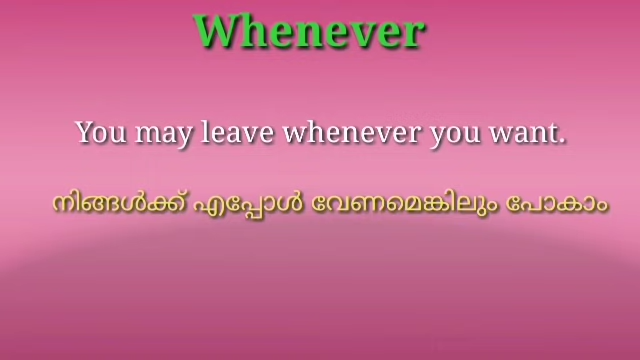 Whenever
You may leave whenever you want.
നിങ്ങൾക്ക് എപ്പോൾ വേണമെങ്കിലും പോകാം